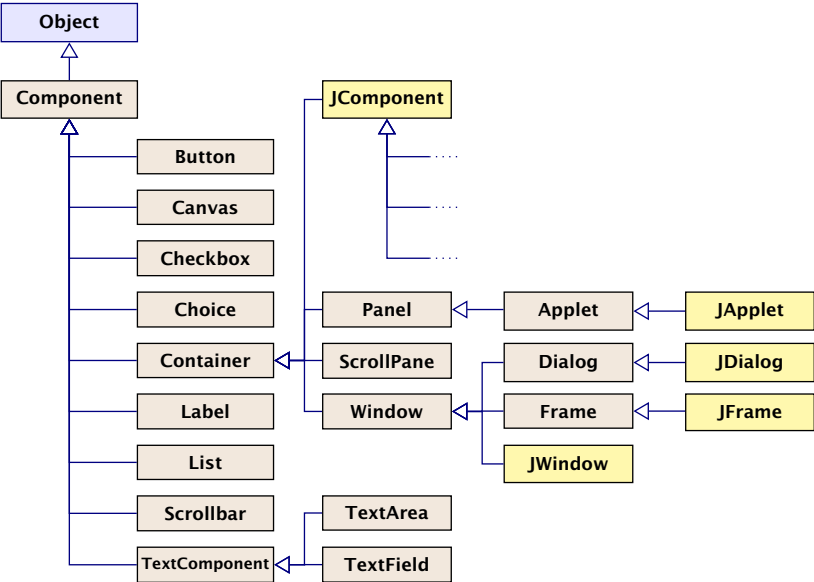 Object
Component
JComponent
Button
Canvas
Checkbox
Choice
Panel
Applet
JApplet
Container
ScrollPane
Dialog
JDialog
Label
Window
Frame
JFrame
List
JWindow
Scrollbar
TextArea
TextComponent
TextField